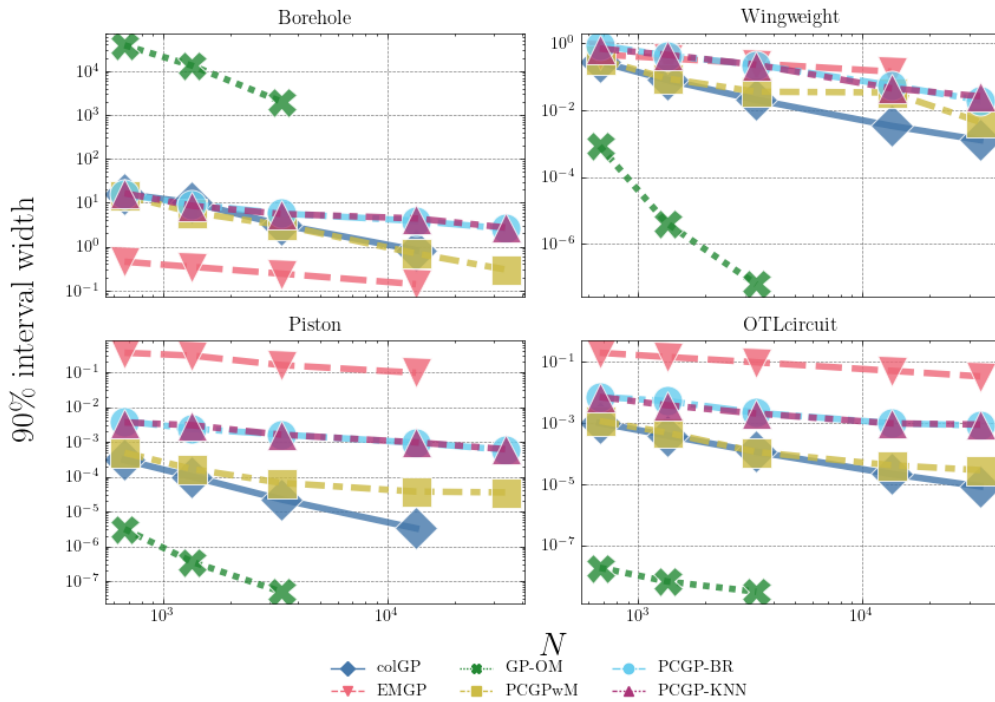 Borehole
Wingweight
10^4
10^3
10^2
10^1
10^0
10^-1
10^0
10^-2
10^-4
10^-6
90% interval width
Piston
OTLcircuit
10^-1
10^-2
10^-3
10^-4
10^-5
10^-6
10^-7
10^-1
10^-3
10^-5
10^-7
10^3
10^4
10^3
10^4
N
colGP
GP-OM
PCGP-BR
EMGP
PCGPwM
PCGP-KNN